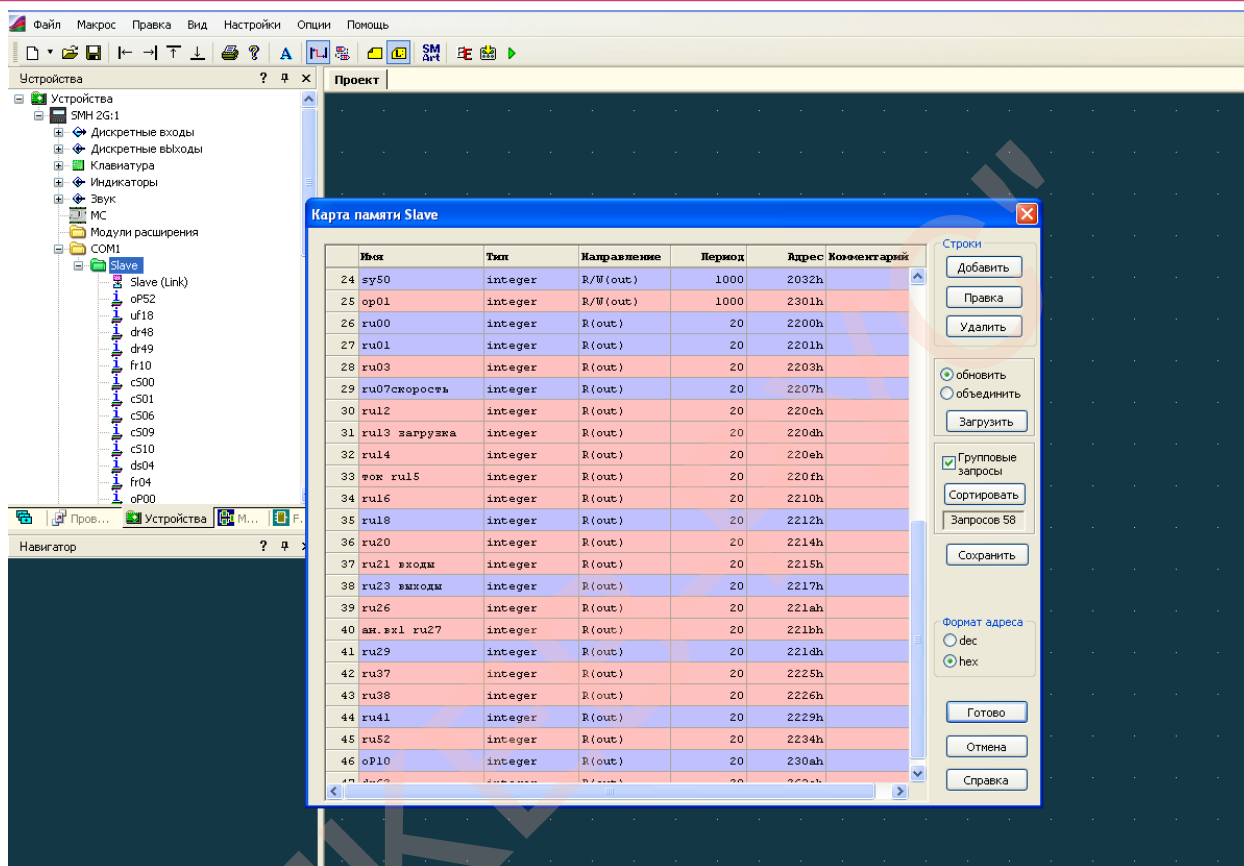 Файл Макрос Правка Вид Настройки Опции Помощь
A L SM Art
Устройства ? ×
Проект
Устройства
SMH 2G:1
Дискретные входы
Дискретные выходы
Клавиатура
Индикаторы
Звук
МС
Модули расширения
COM1
Slave
Slave (Link)
oP52
uf18
dr48
dr49
fr10
cS00
cS01
cS06
cS09
cS10
ds04
fr04
oP00
Пров... Устройства М... F.
Навигатор ?
Карта памяти Slave
Имя Тип Направление Период Адрес Комментарий
24 sy50 integer R/W(out) 1000 2032h
25 op01 integer R/W(out) 1000 2301h
26 ru00 integer R(out) 20 2200h
27 ru01 integer R(out) 20 2201h
28 ru03 integer R(out) 20 2203h
29 ru07скорость integer R(out) 20 2207h
30 ru12 integer R(out) 20 220ch
31 ru13 загрузка integer R(out) 20 220dh
32 ru14 integer R(out) 20 220eh
33 ток ru15 integer R(out) 20 220fh
34 ru16 integer R(out) 20 2210h
35 ru18 integer R(out) 20 2212h
36 ru20 integer R(out) 20 2214h
37 ru21 входы integer R(out) 20 2215h
38 ru23 выходы integer R(out) 20 2217h
39 ru26 integer R(out) 20 221ah
40 ан.вх1 ru27 integer R(out) 20 221bh
41 ru29 integer R(out) 20 221dh
42 ru37 integer R(out) 20 2225h
43 ru38 integer R(out) 20 2226h
44 ru41 integer R(out) 20 2229h
45 ru52 integer R(out) 20 2234h
46 oP10 integer R(out) 20 230ah
Строки
Добавить
Правка
Удалить
обновить
объединить
Загрузить
Групповые
запросы
Сортировать
Запросов 58
Сохранить
Формат адреса
dec
hex
Готово
Отмена
Справка